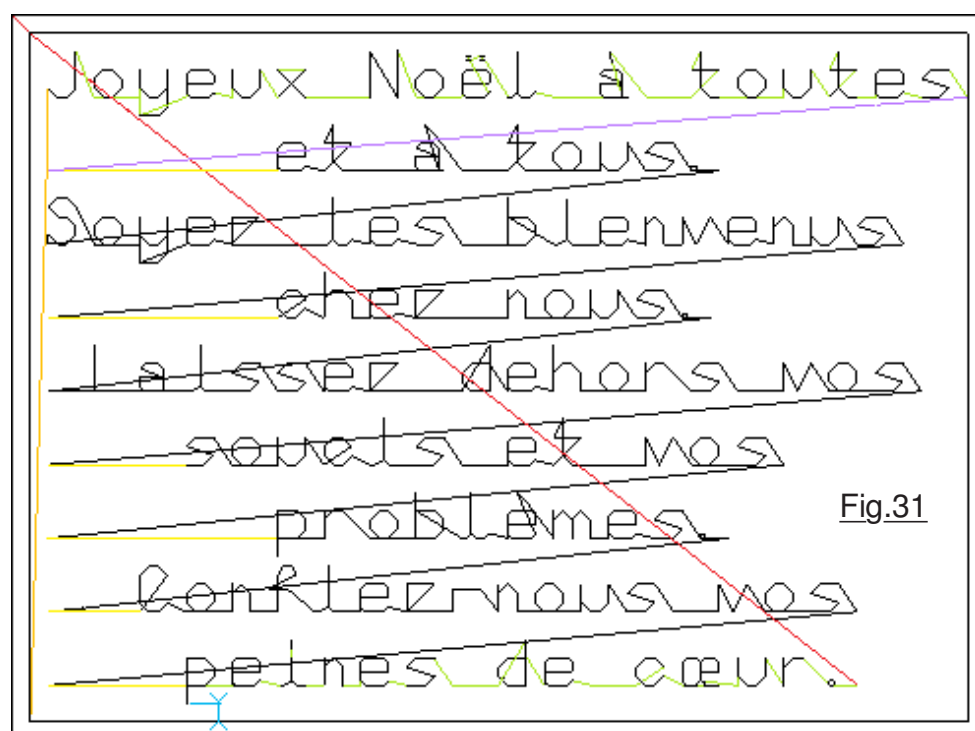 Joyeux Noël à toutes
et à tous.
Soyez les bienvenus
chez nous.
Laissez dehors vos
soucis et vos
problèmes.
Confiez-nous vos
peines de cœur.
Fig.31